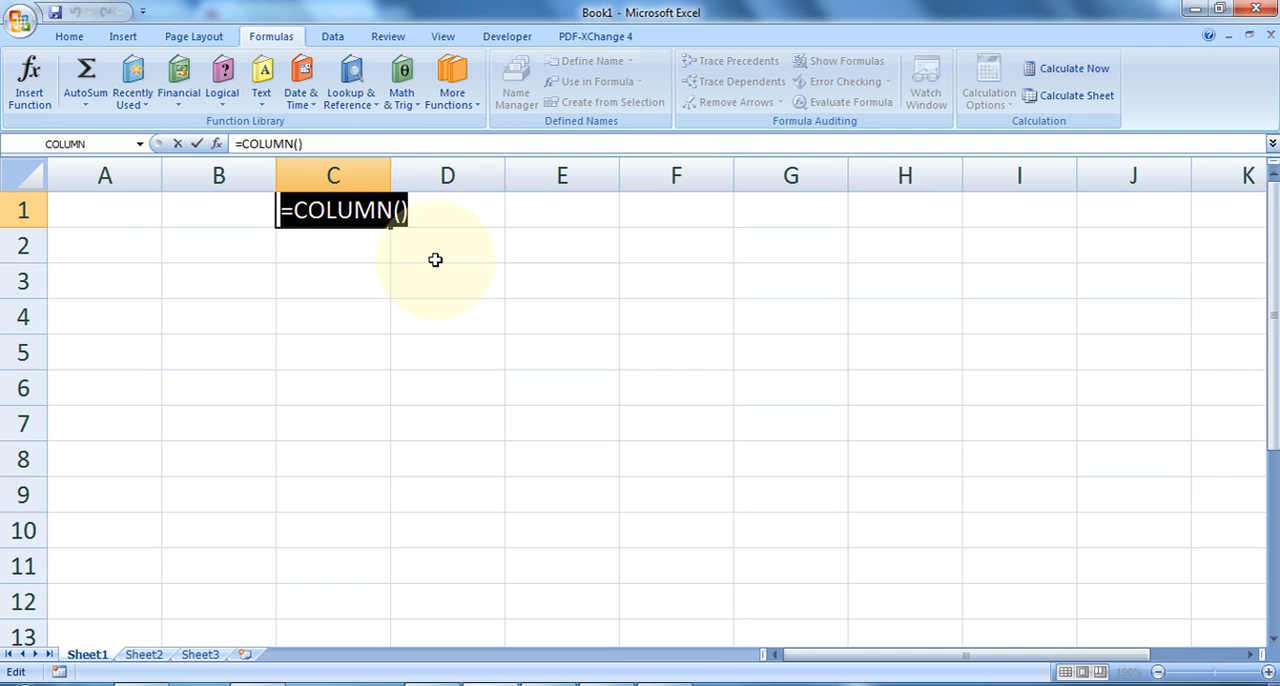 Book1 - Microsoft Excel
Home Insert Page Layout Formulas Data Review View Developer PDF-XChange 4
Insert Function
AutoSum
Recently Used
Financial
Logical
Text
Date & Time
Lookup & Reference
Math & Trig
More Functions
Function Library
Name Manager
Define Name
Use in Formula
Create from Selection
Defined Names
Trace Precedents
Trace Dependents
Remove Arrows
Show Formulas
Error Checking
Evaluate Formula
Formula Auditing
Watch Window
Calculation Options
Calculate Now
Calculate Sheet
Calculation
COLUMN fx =COLUMN()
A B C D E F G H I J K
1 =COLUMN()
2
3
4
5
6
7
8
9
10
11
12
13
Sheet1 Sheet2 Sheet3
Edit 190%